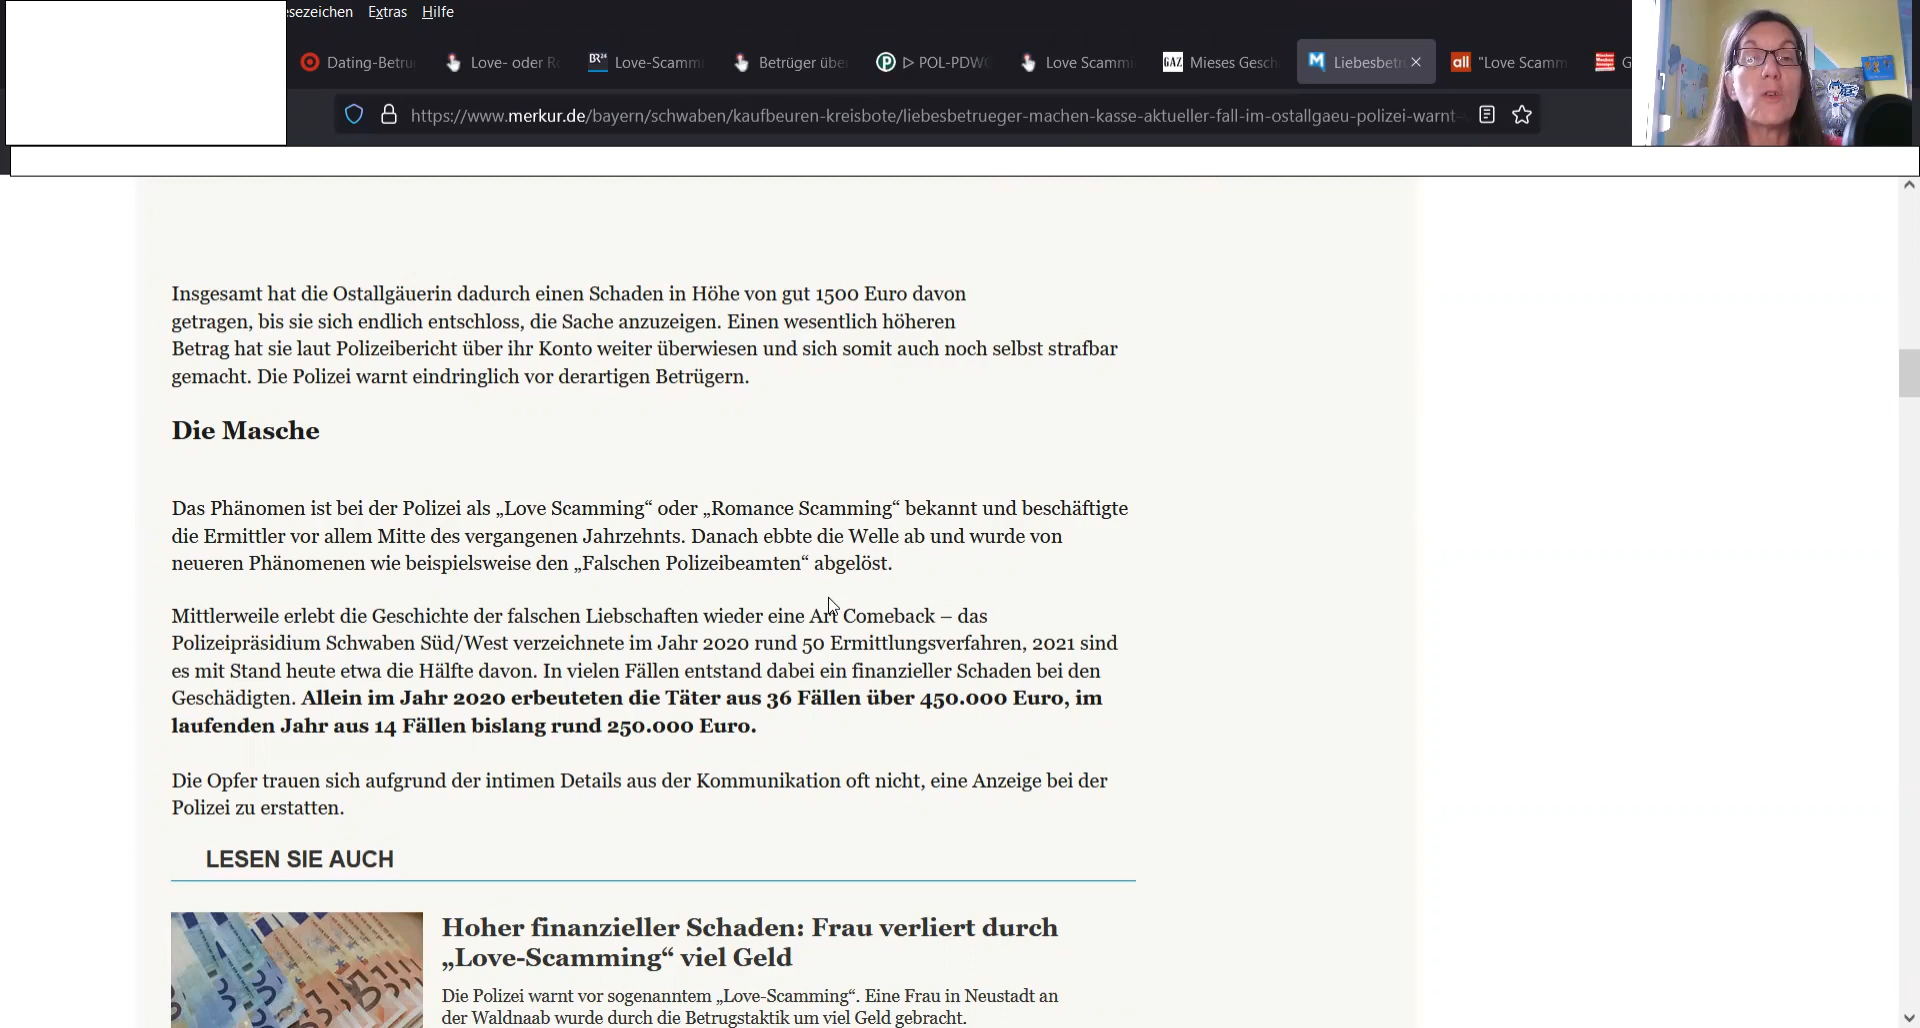 esezeichen Extras Hilfe
Dating-Betru
Love- oder R
BR24 Love-Scamm
Betrüger übe
▷ POL-PDW
Love Scammi
GAZ Mieses Gesch
M Liebesbetr
all "Love Scamm
G
https://www.merkur.de/bayern/schwaben/kaufbeuren-kreisbote/liebesbetrueger-machen-kasse-aktueller-fall-im-ostallgaeu-polizei-warnt-
Insgesamt hat die Ostallgäuerin dadurch einen Schaden in Höhe von gut 1500 Euro davon
getragen, bis sie sich endlich entschloss, die Sache anzuzeigen. Einen wesentlich höheren
Betrag hat sie laut Polizeibericht über ihr Konto weiter überwiesen und sich somit auch noch selbst strafbar
gemacht. Die Polizei warnt eindringlich vor derartigen Betrügern.
Die Masche
Das Phänomen ist bei der Polizei als „Love Scamming“ oder „Romance Scamming“ bekannt und beschäftigte
die Ermittler vor allem Mitte des vergangenen Jahrzehnts. Danach ebbte die Welle ab und wurde von
neueren Phänomenen wie beispielsweise den „Falschen Polizeibeamten“ abgelöst.
Mittlerweile erlebt die Geschichte der falschen Liebschaften wieder eine Art Comeback – das
Polizeipräsidium Schwaben Süd/West verzeichnete im Jahr 2020 rund 50 Ermittlungsverfahren, 2021 sind
es mit Stand heute etwa die Hälfte davon. In vielen Fällen entstand dabei ein finanzieller Schaden bei den
Geschädigten. Allein im Jahr 2020 erbeuteten die Täter aus 36 Fällen über 450.000 Euro, im
laufenden Jahr aus 14 Fällen bislang rund 250.000 Euro.
Die Opfer trauen sich aufgrund der intimen Details aus der Kommunikation oft nicht, eine Anzeige bei der
Polizei zu erstatten.
LESEN SIE AUCH
Hoher finanzieller Schaden: Frau verliert durch
„Love-Scamming“ viel Geld
Die Polizei warnt vor sogenanntem „Love-Scamming“. Eine Frau in Neustadt an
der Waldnaab wurde durch die Betrugstaktik um viel Geld gebracht.